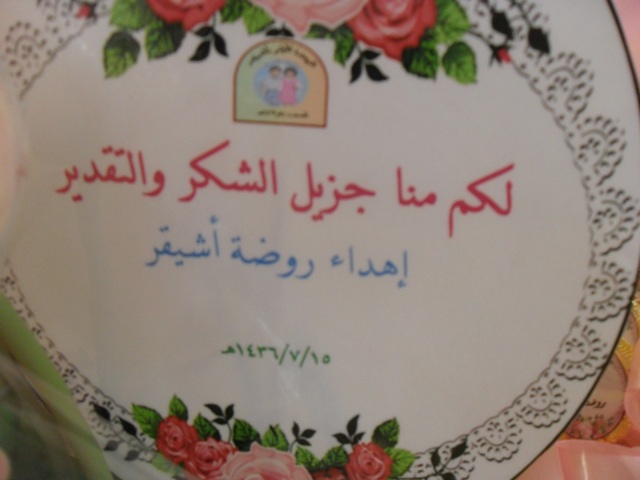 لكم منا جزيل الشكر والتقدير
إهداء روضة أشيقر
١٤٣٦/٧/١٥هـ